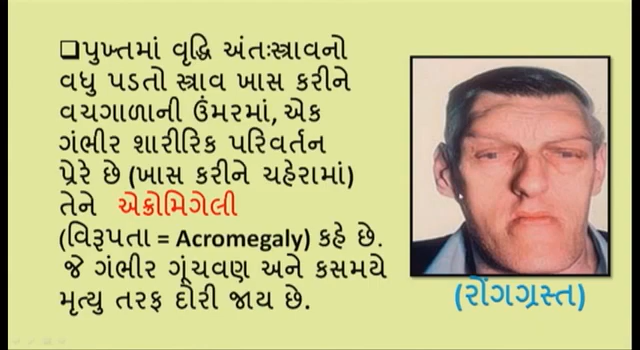 ❑પુખ્તમાં વૃદ્ધિ અંતઃસ્ત્રાવનો
વધુ પડતો સ્ત્રાવ ખાસ કરીને
વચગાળાની ઉંમરમાં, એક
ગંભીર શારીરિક પરિવર્તન
પ્રેરે છે (ખાસ કરીને ચહેરામાં)
તેને એક્રોમિગેલી
(વિરૂપતા = Acromegaly) કહે છે.
જે ગંભીર ગૂંચવણ અને કસમયે
મૃત્યુ તરફ દોરી જાય છે.
(રોંગગ્રસ્ત)